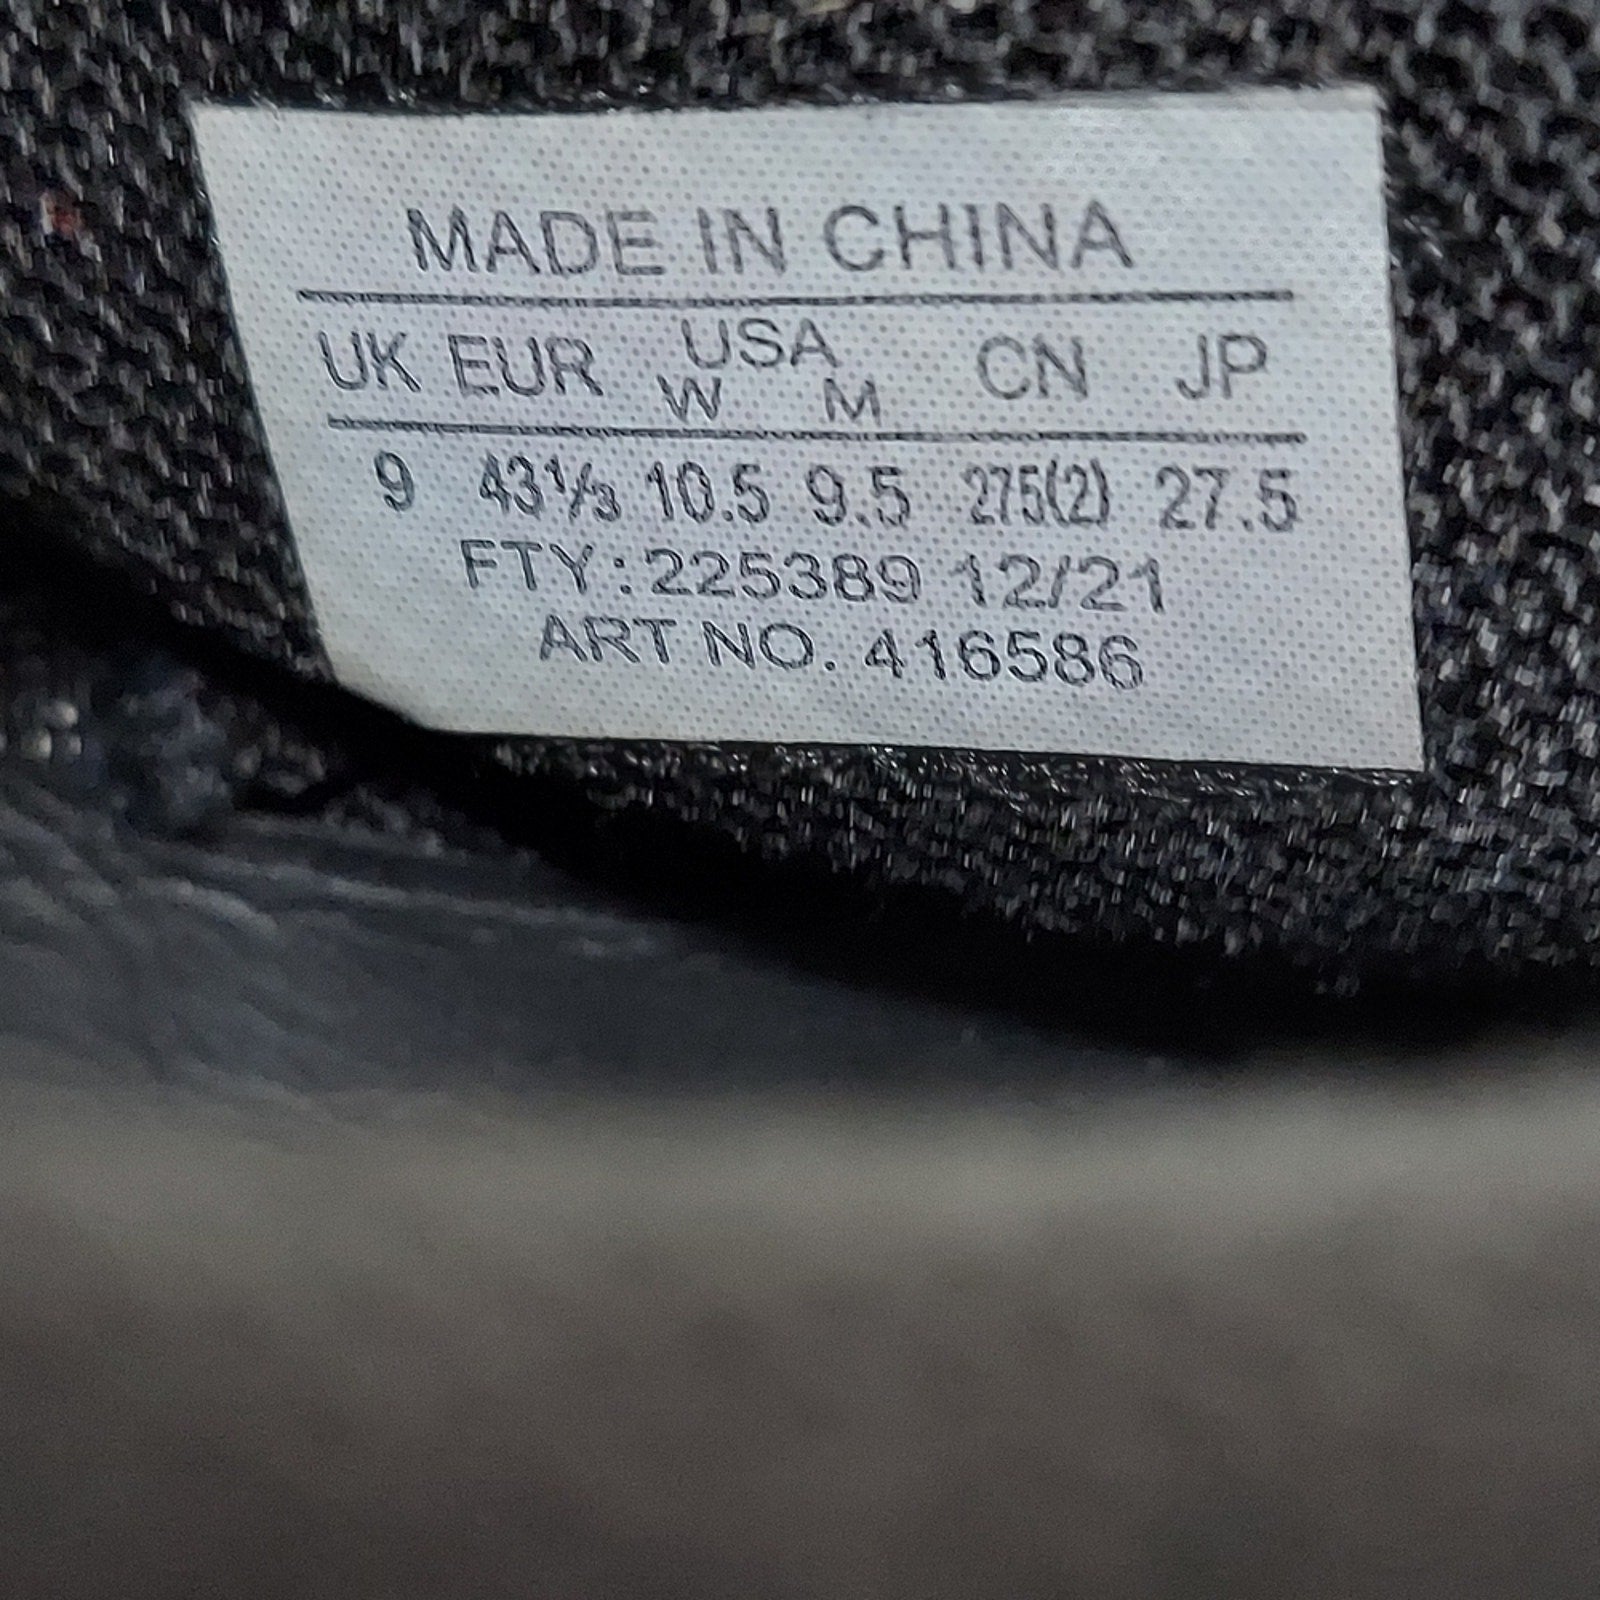 MADE IN CHINA
UK EUR USA CN JP
W M
9 43⅓ 10.5 9.5 275(2) 27.5
FTY:225389 12/21
ART NO. 416586